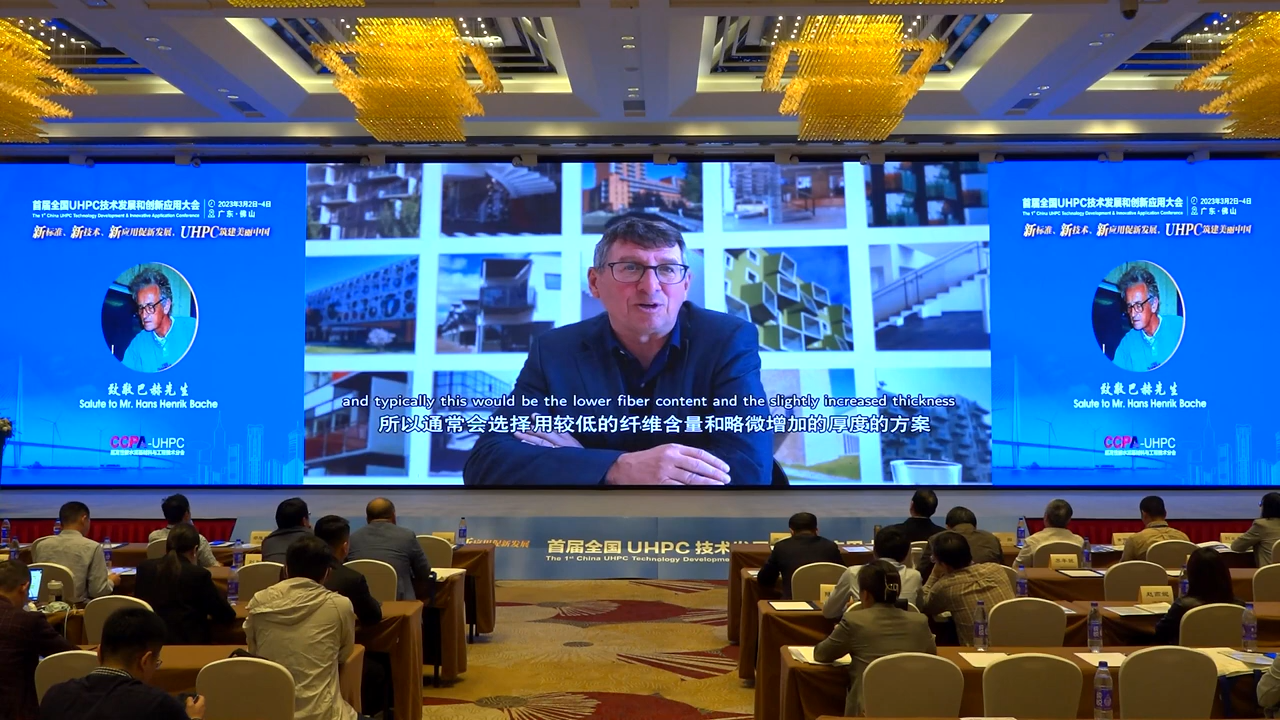 首届全国UHPC技术发展和创新应用大会
The 1st China UHPC Technology Development & Innovative Application Conference
2023年3月2日-4日
广东·佛山
新标准、新技术、新应用促新发展，UHPC筑建美丽中国
致敬巴赫先生
Salute to Mr. Hans Henrik Bache
CCPA-UHPC
and typically this would be the lower fiber content and the slightly increased thickness
所以通常会选择用较低的纤维含量和略微增加的厚度的方案
首届全国UHPC技术发展和创新应用大会
The 1st China UHPC Technology Development & Innovative Application Conference
2023年3月2日-4日
广东·佛山
新标准、新技术、新应用促新发展，UHPC筑建美丽中国
致敬巴赫先生
Salute to Mr. Hans Henrik Bache
CCPA-UHPC
应用促新发展
首届全国UHPC技术
The 1st China UHPC Technology Developme